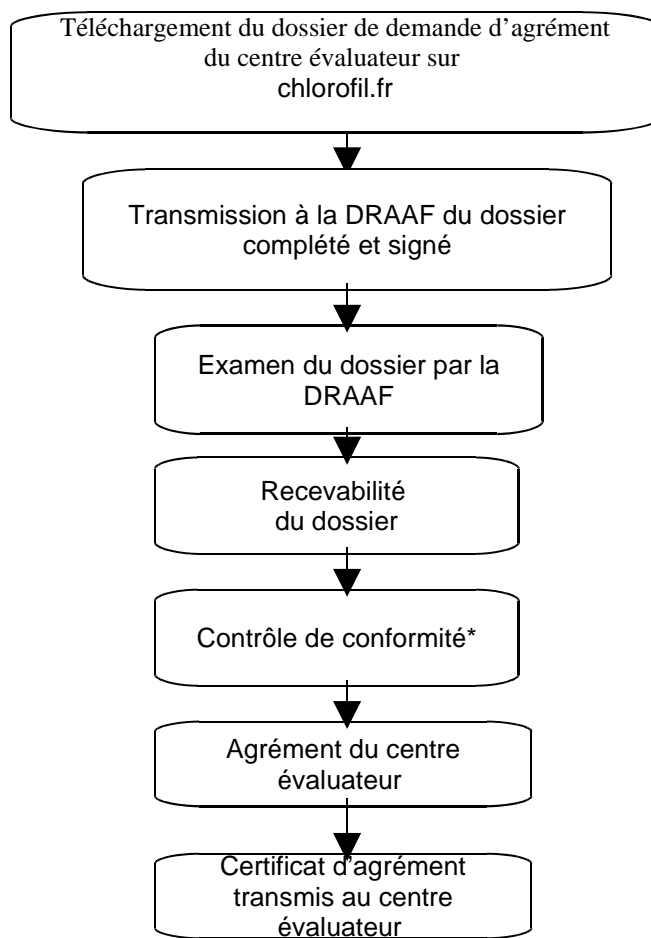 Téléchargement du dossier de demande d’agrément
du centre évaluateur sur
chlorofil.fr
Transmission à la DRAAF du dossier
complété et signé
Examen du dossier par la
DRAAF
Recevabilité
du dossier
Contrôle de conformité*
Agrément du centre
évaluateur
Certificat d’agrément
transmis au centre
évaluateur